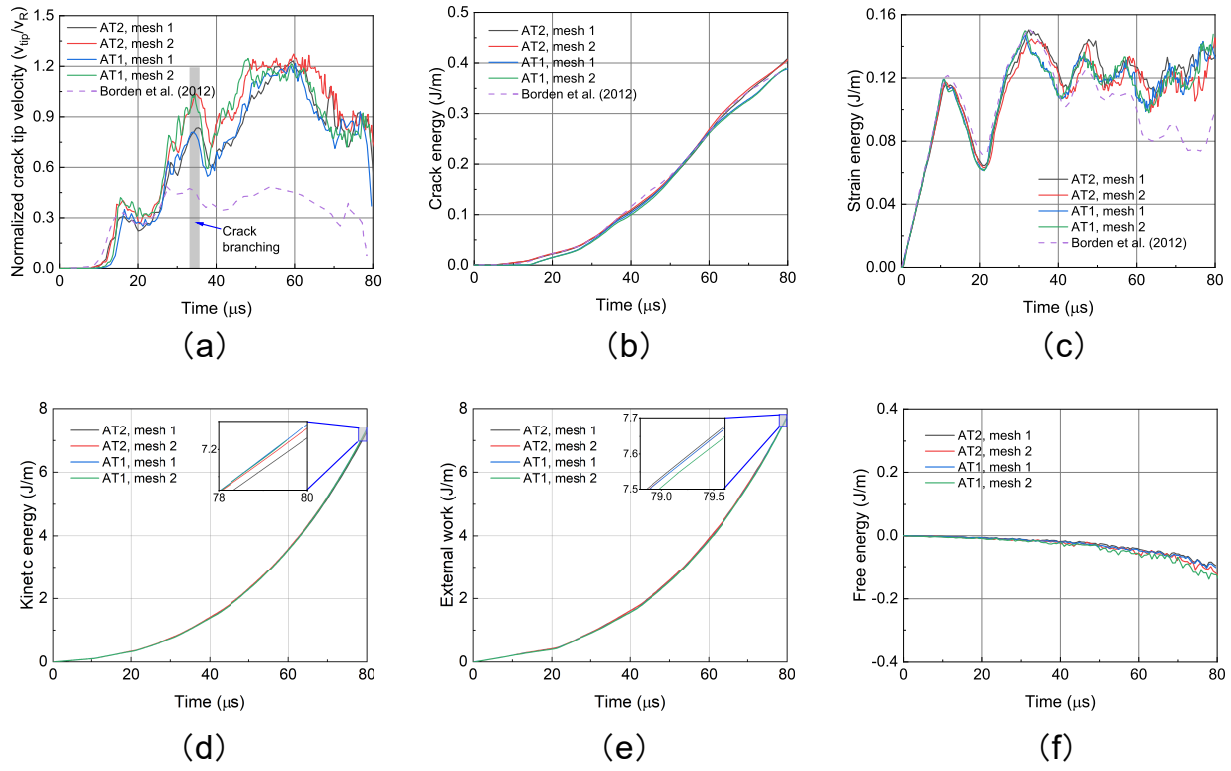 AT2, mesh 1
AT2, mesh 2
AT1, mesh 1
AT1, mesh 2
Borden et al. (2012)
Normalized crack tip velocity (vtip/vR)
1.5
1.2
0.9
0.6
0.3
0.0
Crack
branching
0 20 40 60 80
Time (μs)
(a)
AT2, mesh 1
AT2, mesh 2
AT1, mesh 1
AT1, mesh 2
Borden et al. (2012)
Crack energy (J/m)
0.5
0.4
0.3
0.2
0.1
0.0
0 20 40 60 80
Time (μs)
(b)
Strain energy (J/m)
0.16
0.12
0.08
0.04
0.00
AT2, mesh 1
AT2, mesh 2
AT1, mesh 1
AT1, mesh 2
Borden et al. (2012)
0 20 40 60 80
Time (μs)
(c)
AT2, mesh 1
AT2, mesh 2
AT1, mesh 1
AT1, mesh 2
Kinet c energy (J/m)
8
6
4
2
0
7.2
78 80
0 20 40 60 80
Time (μs)
(d)
AT2, mesh 1
AT2, mesh 2
AT1, mesh 1
AT1, mesh 2
External work (J/m)
8
6
4
2
0
7.7
7.6
7.5
79.0 79.5
0 20 40 60 80
Time (μs)
(e)
AT2, mesh 1
AT2, mesh 2
AT1, mesh 1
AT1, mesh 2
Free energy (J/m)
0.4
0.2
0.0
-0.2
-0.4
0 20 40 60 80
Time (μs)
(f)